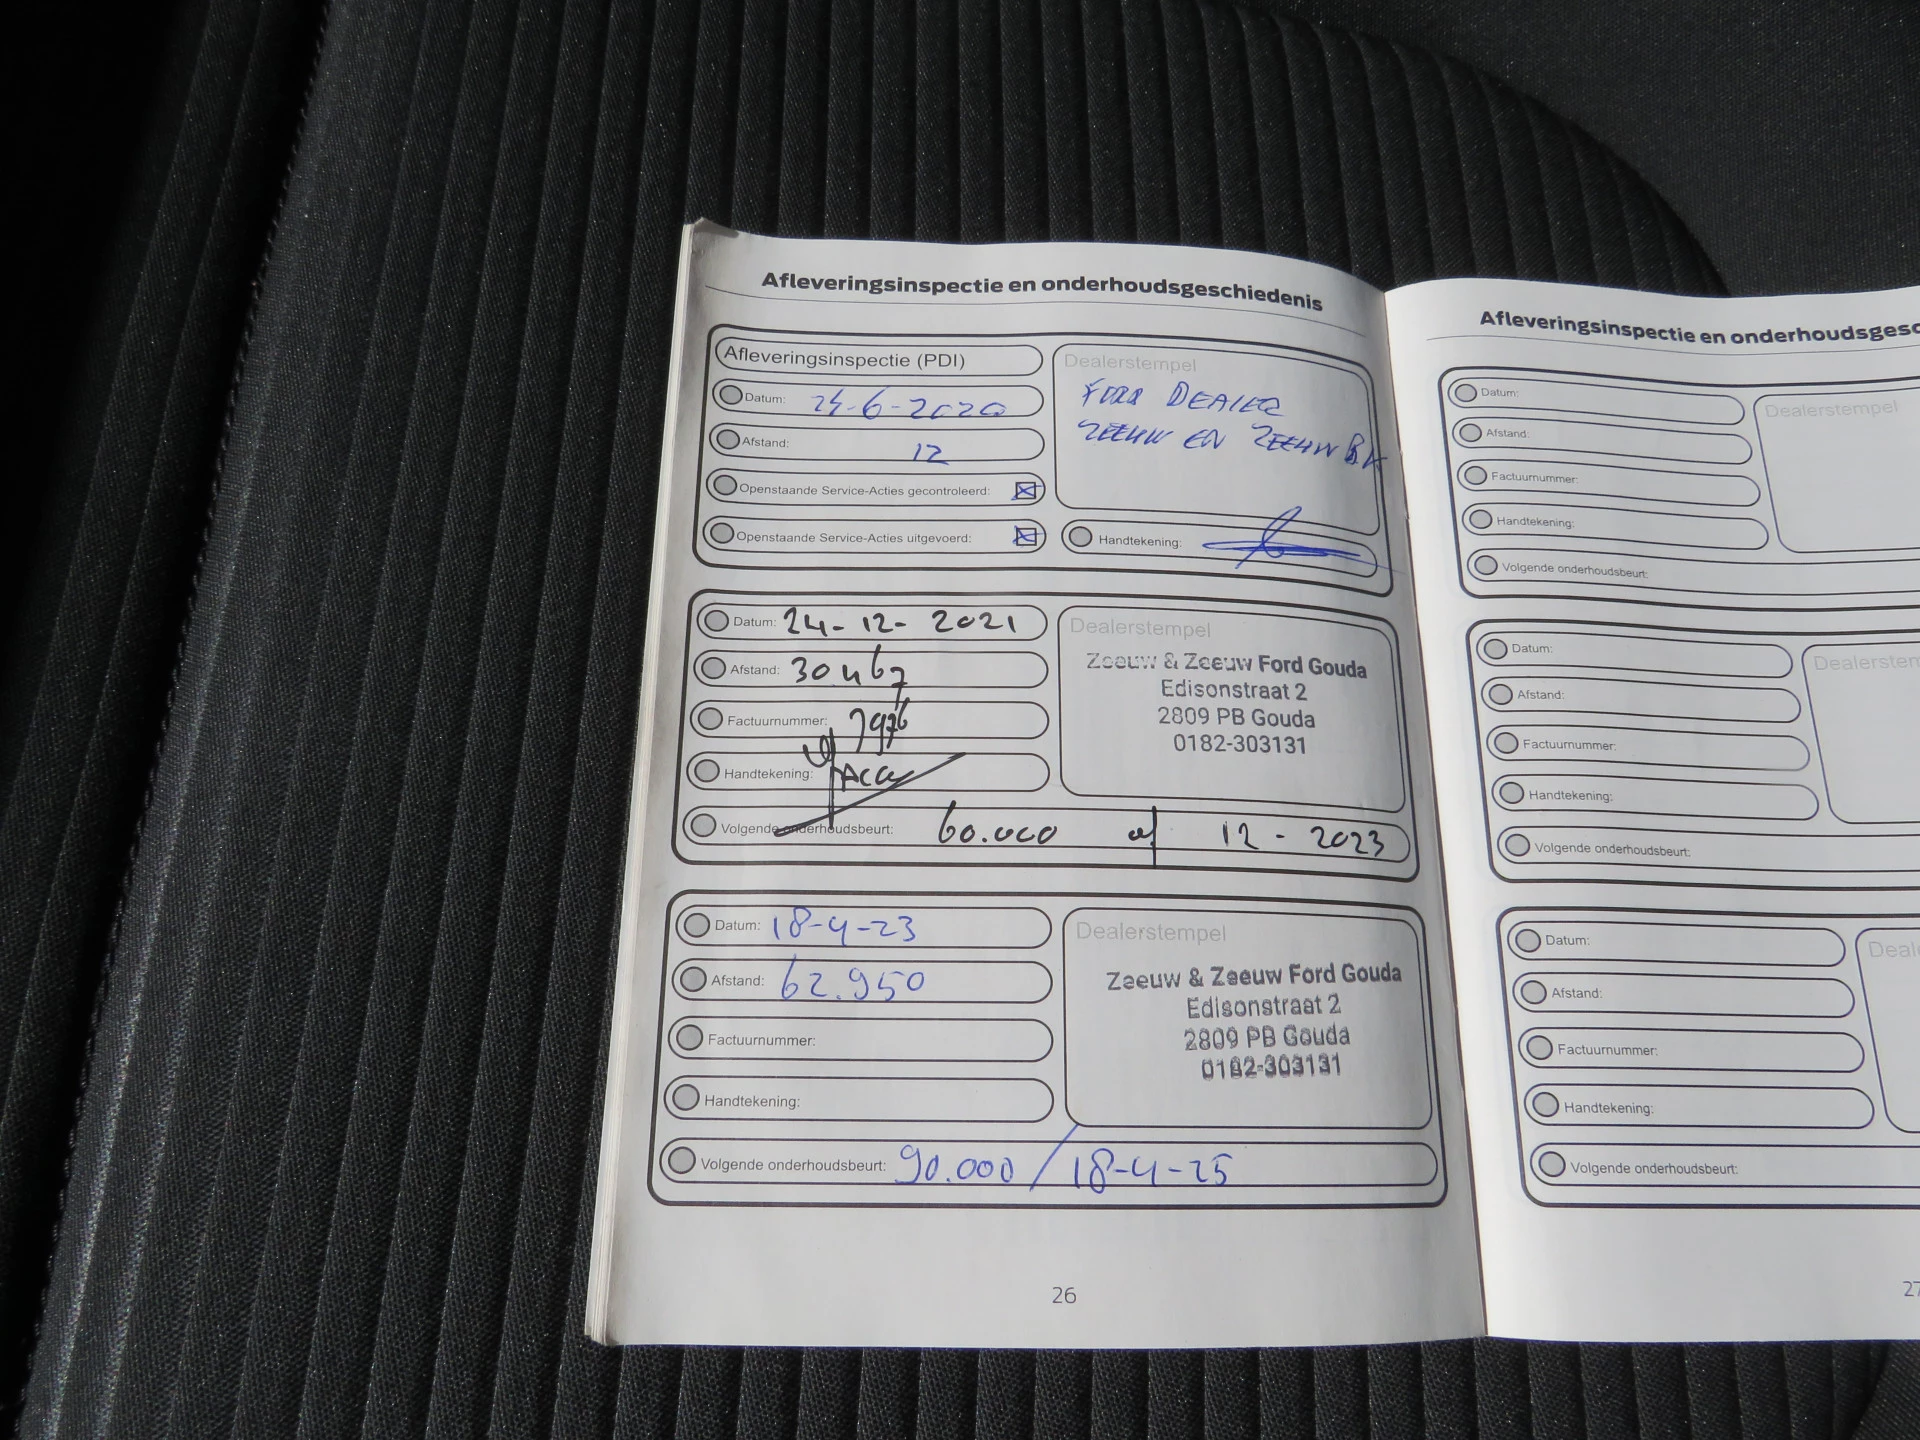 Afleveringsinspectie en onderhoudsgeschiedenis
Afleveringsinspectie (PDI)
Datum: 24-6-2020
Afstand: 12
Openstaande Service-Acties gecontroleerd:
Openstaande Service-Acties uitgevoerd:
Dealerstempel
FORD DEALER
ZEEUW EN ZEEUW BV
Handtekening:
Datum: 24-12-2021
Afstand: 30467
Factuurnummer: 7976
Handtekening:
Volgende onderhoudsbeurt: 60.000 of 12-2023
Dealerstempel
Zeeuw & Zeeuw Ford Gouda
Edisonstraat 2
2809 PB Gouda
0182-303131
Datum: 18-4-23
Afstand: 62.950
Factuurnummer:
Handtekening:
Volgende onderhoudsbeurt: 90.000 / 18-4-25
Dealerstempel
Zeeuw & Zeeuw Ford Gouda
Edisonstraat 2
2809 PB Gouda
0182-303131
26
Afleveringsinspectie en onderhoudsgesc
Datum:
Afstand:
Factuurnummer:
Handtekening:
Volgende onderhoudsbeurt:
Dealerstempel
Datum:
Afstand:
Factuurnummer:
Handtekening:
Volgende onderhoudsbeurt:
Dealerstem
Datum:
Afstand:
Factuurnummer:
Handtekening:
Volgende onderhoudsbeurt:
Deal
27